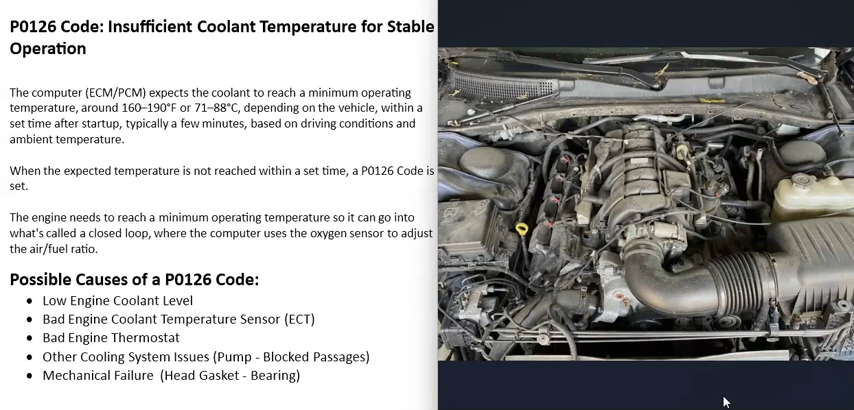 P0126 Code: Insufficient Coolant Temperature for Stable
Operation
The computer (ECM/PCM) expects the coolant to reach a minimum operating
temperature, around 160–190°F or 71–88°C, depending on the vehicle, within a
set time after startup, typically a few minutes, based on driving conditions and
ambient temperature.
When the expected temperature is not reached within a set time, a P0126 Code is
set.
The engine needs to reach a minimum operating temperature so it can go into
what's called a closed loop, where the computer uses the oxygen sensor to adjust
the air/fuel ratio.
Possible Causes of a P0126 Code:
• Low Engine Coolant Level
• Bad Engine Coolant Temperature Sensor (ECT)
• Bad Engine Thermostat
• Other Cooling System Issues (Pump - Blocked Passages)
• Mechanical Failure (Head Gasket - Bearing)